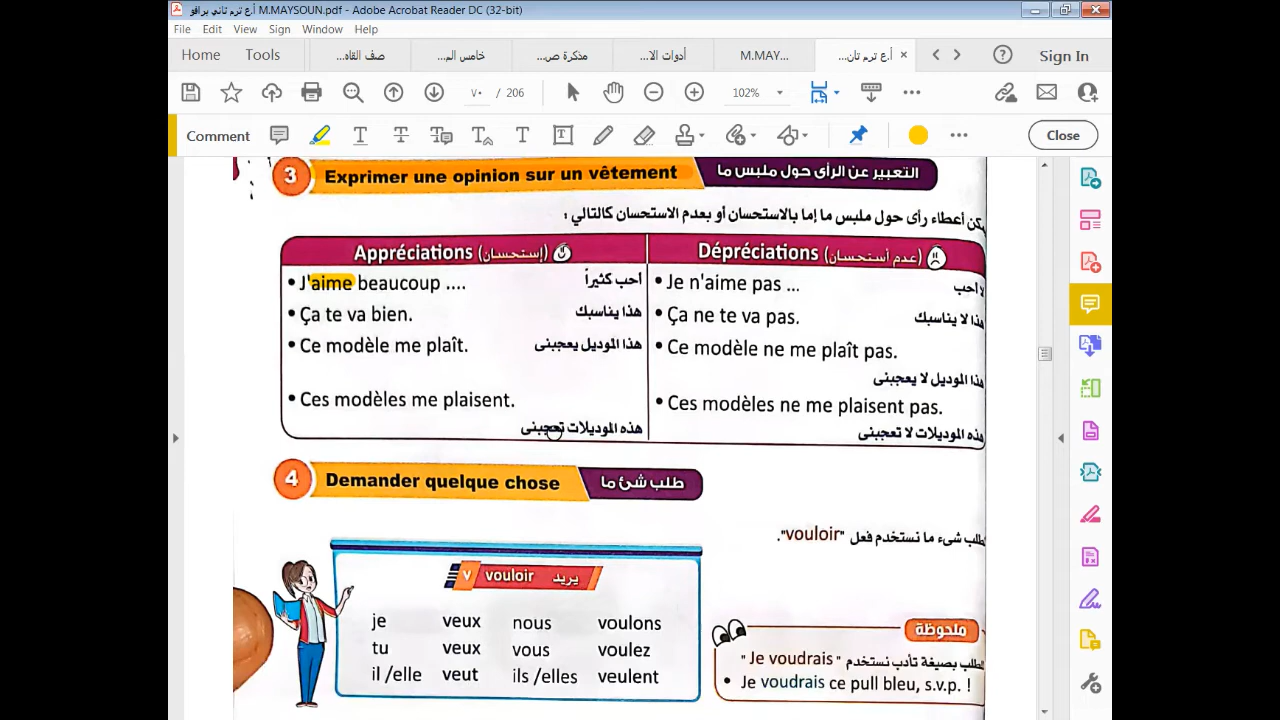 أ.ع ترم تاني برافو M.MAYSOUN.pdf - Adobe Acrobat Reader DC (32-bit)
File Edit View Sign Window Help
Home Tools صف القاه... خامس الم... مذكرة ص... أدوات الا... M.MAY... أ.ع ترم تان... Sign In
٧٠ / 206 102%
Comment Close
3 Exprimer une opinion sur un vêtement التعبير عن الرأى حول ملبس ما
كن أعطاء رأى حول ملبس ما إما بالاستحسان أو بعدم الاستحسان كالتالي :
Appréciations (إستحسان) Dépréciations (عدم أستحسان)
• J'aime beaucoup .... أحب كثيراً • Je n'aime pas ... لا أحب
• Ça te va bien. هذا يناسبك • Ça ne te va pas. هذا لا يناسبك
• Ce modèle me plaît. هذا الموديل يعجبنى • Ce modèle ne me plaît pas.
هذا الموديل لا يعجبنى
• Ces modèles me plaisent. • Ces modèles ne me plaisent pas.
هذه الموديلات تعجبنى هذه الموديلات لا تعجبنى
4 Demander quelque chose طلب شئ ما
طلب شىء ما نستخدم فعل "vouloir".
v vouloir يريد
je veux nous voulons
tu veux vous voulez
il /elle veut ils /elles veulent
ملحوظة
لطلب بصيغة تأدب نستخدم " Je voudrais "
• Je voudrais ce pull bleu, s.v.p. !